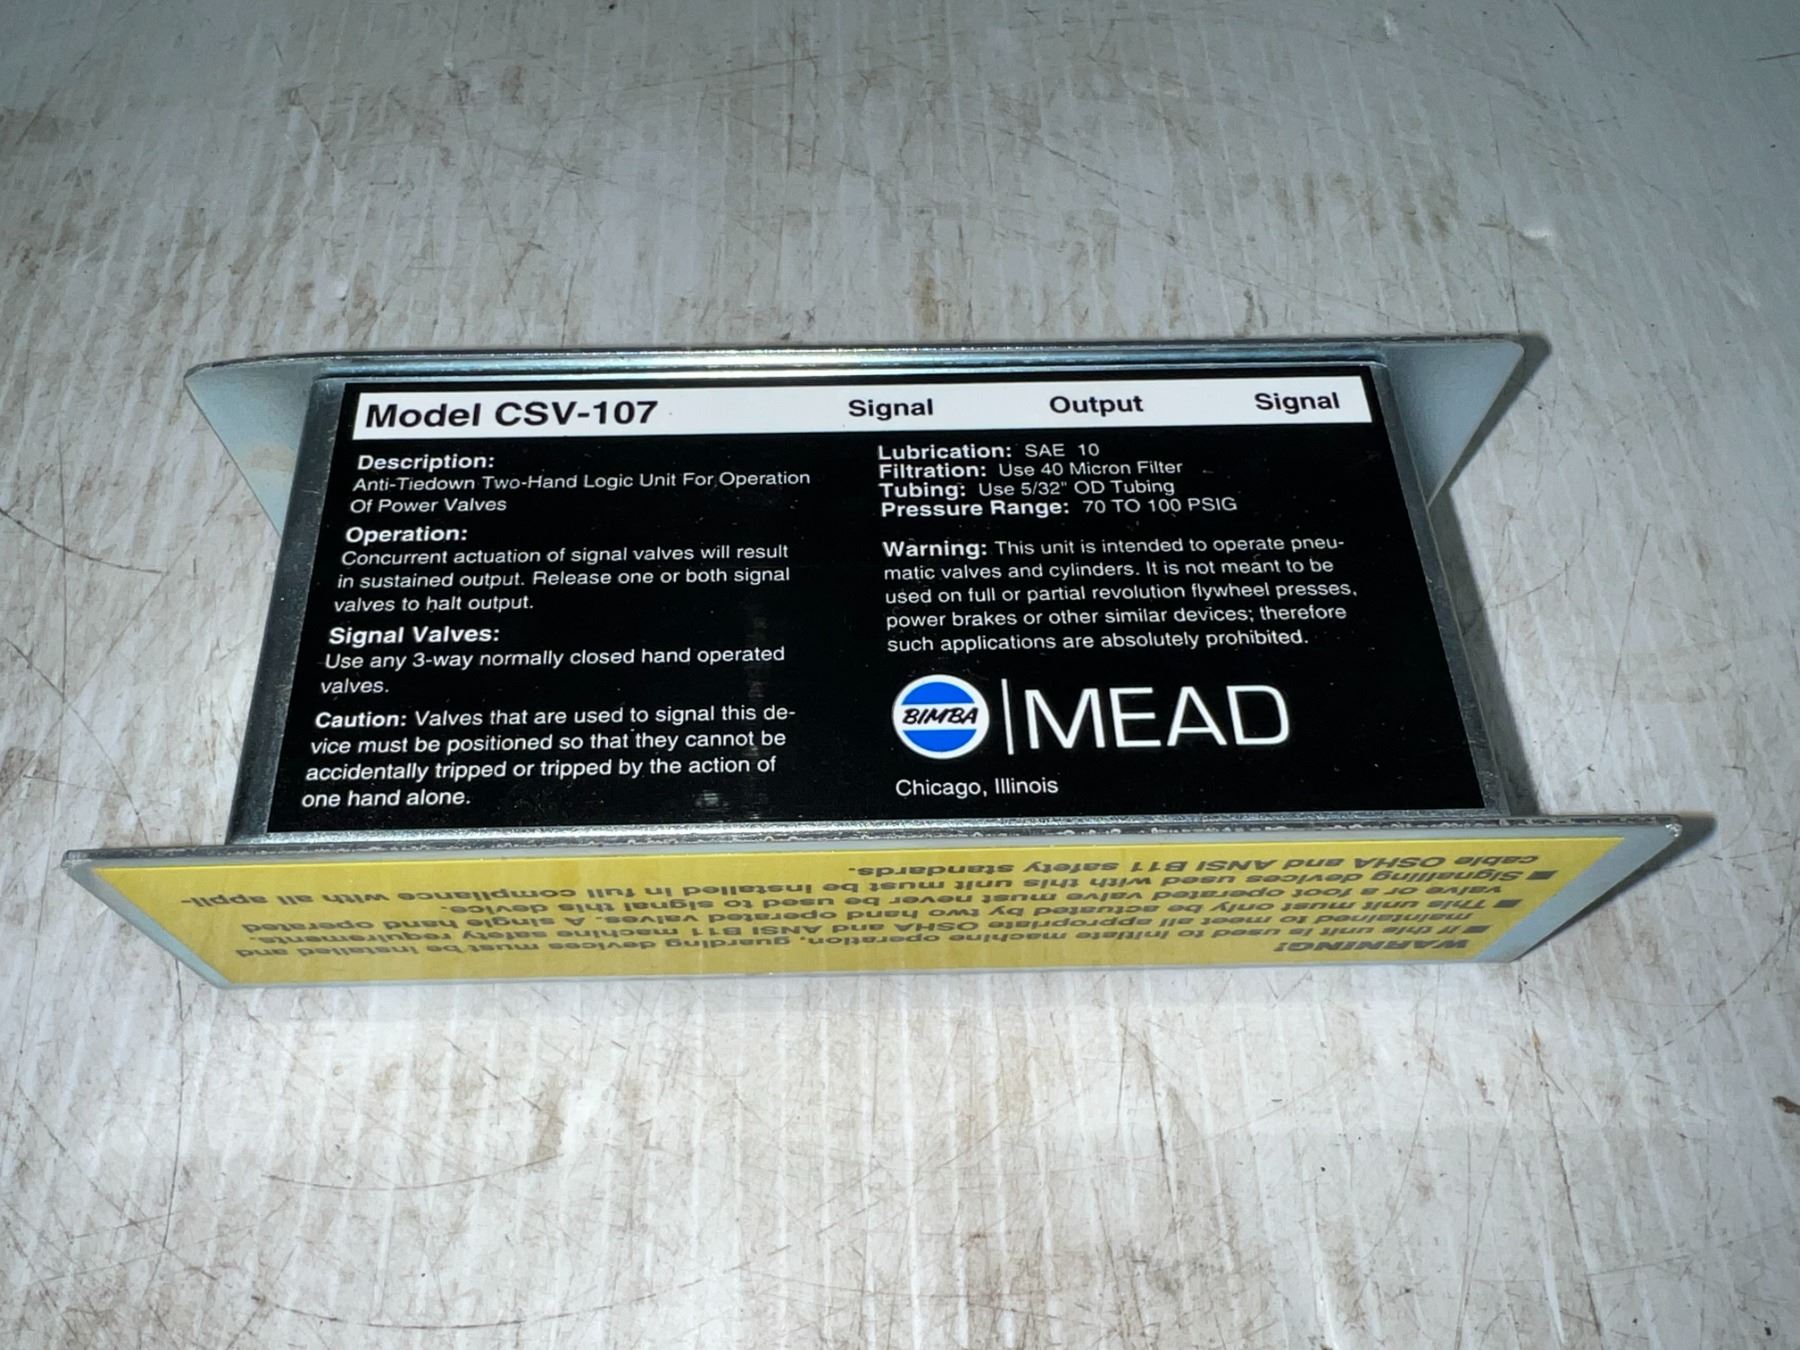 Model CSV-107 Signal Output Signal
Description:
Anti-Tiedown Two-Hand Logic Unit For Operation
Of Power Valves
Operation:
Concurrent actuation of signal valves will result
in sustained output. Release one or both signal
valves to halt output.
Signal Valves:
Use any 3-way normally closed hand operated
valves.
Caution: Valves that are used to signal this de-
vice must be positioned so that they cannot be
accidentally tripped or tripped by the action of
one hand alone.
Lubrication: SAE 10
Filtration: Use 40 Micron Filter
Tubing: Use 5/32" OD Tubing
Pressure Range: 70 TO 100 PSIG
Warning: This unit is intended to operate pneu-
matic valves and cylinders. It is not meant to be
used on full or partial revolution flywheel presses,
power brakes or other similar devices; therefore
such applications are absolutely prohibited.
BIMBA MEAD
Chicago, Illinois
WARNING!
■ If this unit is used to initiate machine operation, guarding devices must be installed and
maintained to meet all appropriate OSHA and ANSI B11 machine safety requirements.
■ This unit must only be actuated by two hand operated valves. A single hand operated
valve or a foot operated valve must never be used to signal this device.
■ Signalling devices used with this unit must be installed in full compliance with all appli-
cable OSHA and ANSI B11 safety standards.